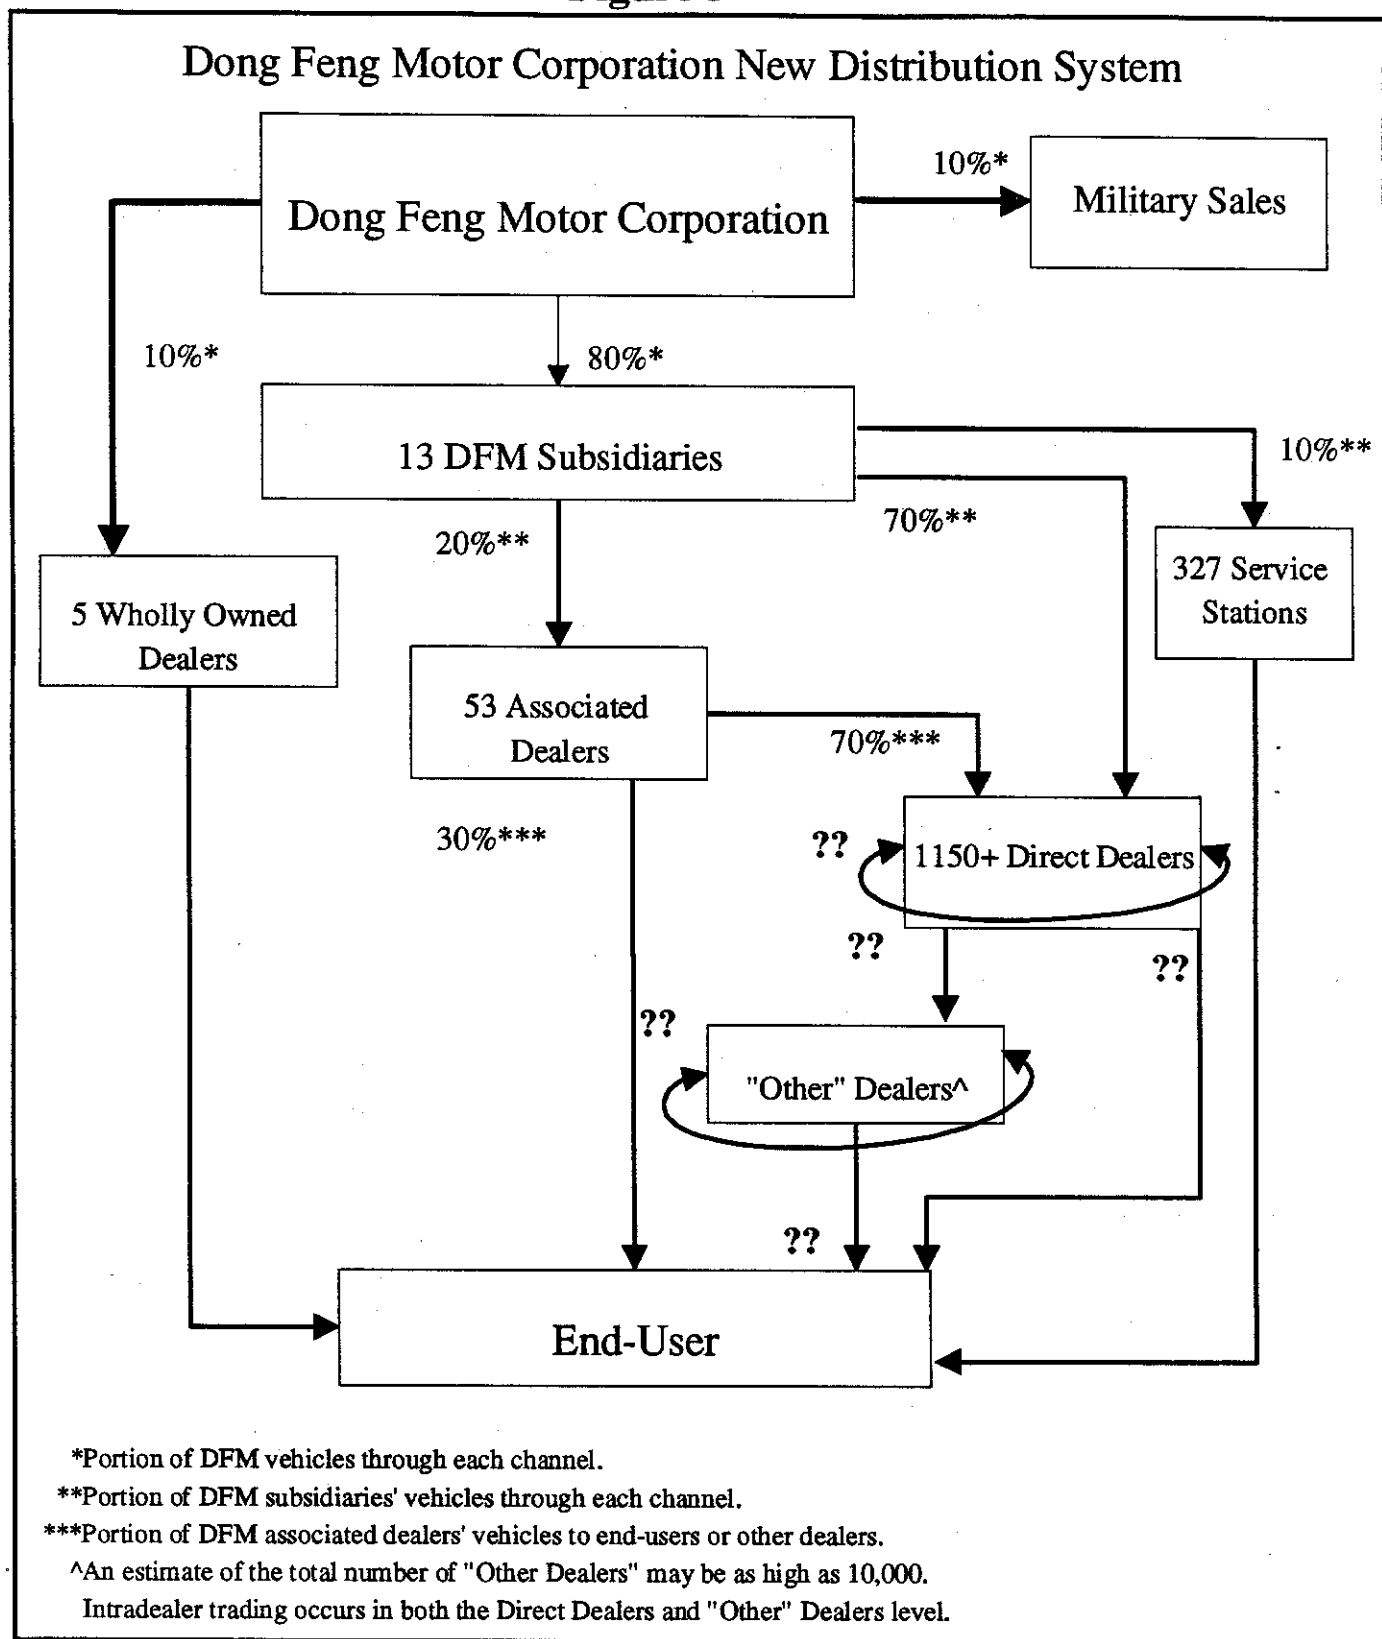 Dong Feng Motor Corporation New Distribution System
10%*
Military Sales
Dong Feng Motor Corporation
10%*
80%*
13 DFM Subsidiaries
10%**
20%**
70%**
327 Service
Stations
5 Wholly Owned
Dealers
53 Associated
Dealers
70%***
30%***
??
1150+ Direct Dealers
??
??
??
"Other" Dealers^
??
End-User
*Portion of DFM vehicles through each channel.
**Portion of DFM subsidiaries' vehicles through each channel.
***Portion of DFM associated dealers' vehicles to end-users or other dealers.
^An estimate of the total number of "Other Dealers" may be as high as 10,000.
Intradealer trading occurs in both the Direct Dealers and "Other" Dealers level.